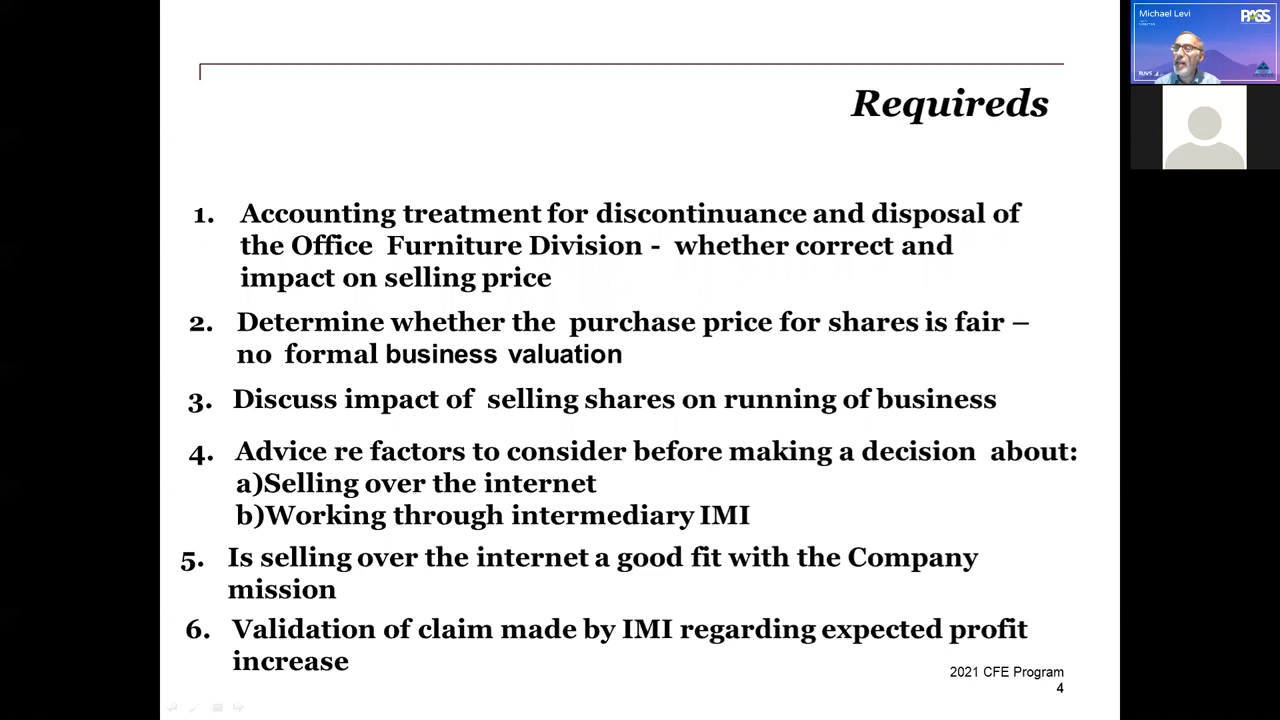 Requireds
1. Accounting treatment for discontinuance and disposal of
the Office Furniture Division - whether correct and
impact on selling price
2. Determine whether the purchase price for shares is fair –
no formal business valuation
3. Discuss impact of selling shares on running of business
4. Advice re factors to consider before making a decision about:
a)Selling over the internet
b)Working through intermediary IMI
5. Is selling over the internet a good fit with the Company
mission
6. Validation of claim made by IMI regarding expected profit
increase
2021 CFE Program
4
Michael Levi
PASS